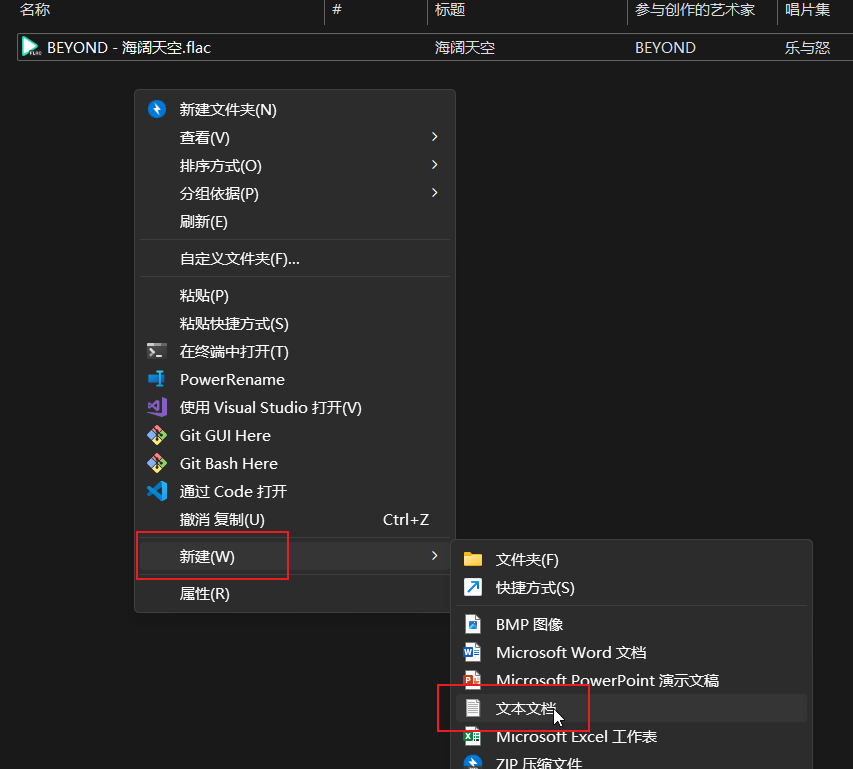 名称 # 标题 参与创作的艺术家 唱片集
BEYOND - 海阔天空.flac 海阔天空 BEYOND 乐与怒
新建文件夹(N)
查看(V)
排序方式(O)
分组依据(P)
刷新(E)
自定义文件夹(F)...
粘贴(P)
粘贴快捷方式(S)
在终端中打开(T)
PowerRename
使用 Visual Studio 打开(V)
Git GUI Here
Git Bash Here
通过 Code 打开
撤消 复制(U) Ctrl+Z
新建(W)
属性(R)
文件夹(F)
快捷方式(S)
BMP 图像
Microsoft Word 文档
Microsoft PowerPoint 演示文稿
文本文档
Microsoft Excel 工作表
ZIP 压缩文件